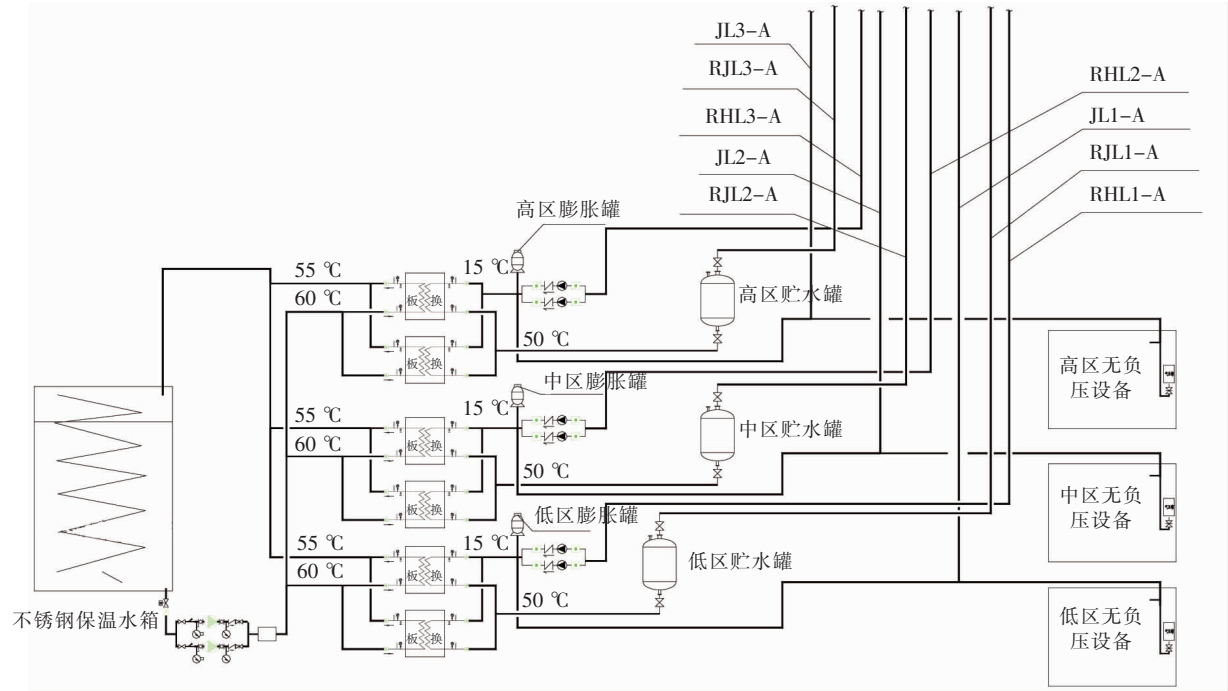 JL3-A
RJL3-A
RHL3-A
JL2-A
RJL2-A
RHL2-A
JL1-A
RJL1-A
RHL1-A
高区膨胀罐
55 ℃
15 ℃
60 ℃
板 换
高区贮水罐
50 ℃
板 换
高区无负
压设备
中区膨胀罐
55 ℃
15 ℃
60 ℃
板 换
中区贮水罐
50 ℃
板 换
中区无负
压设备
低区膨胀罐
55 ℃
15 ℃
60 ℃
板 换
低区贮水罐
50 ℃
板 换
不锈钢保温水箱
低区无负
压设备